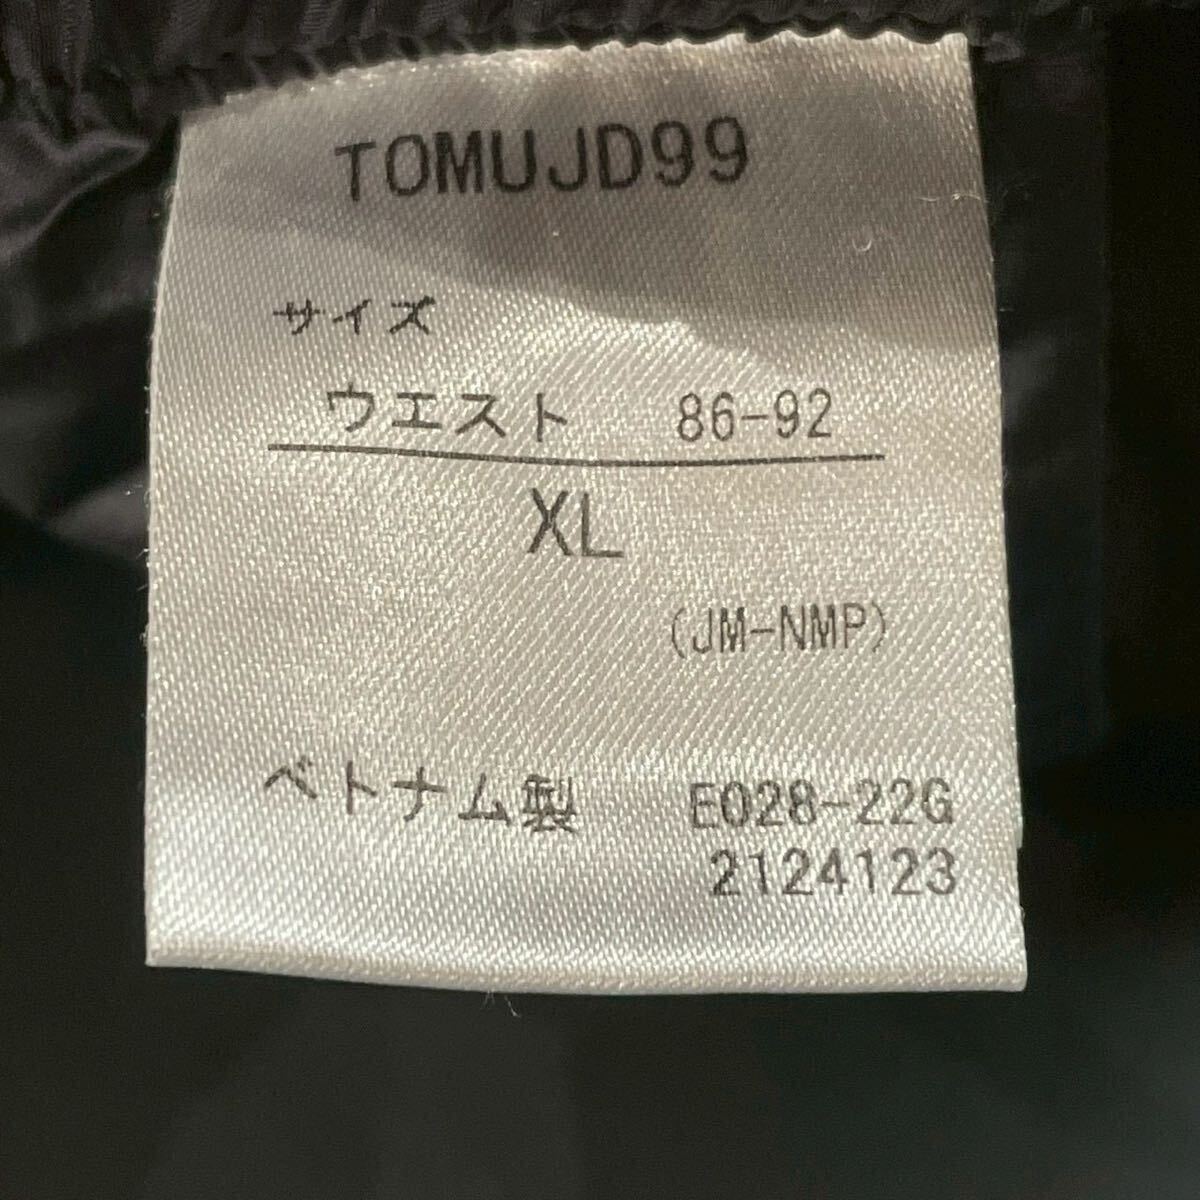 TOMUJD99
サイズ
ウエスト 86-92
XL
(JM-NMP)
ベトナム製 E028-22G
2124123